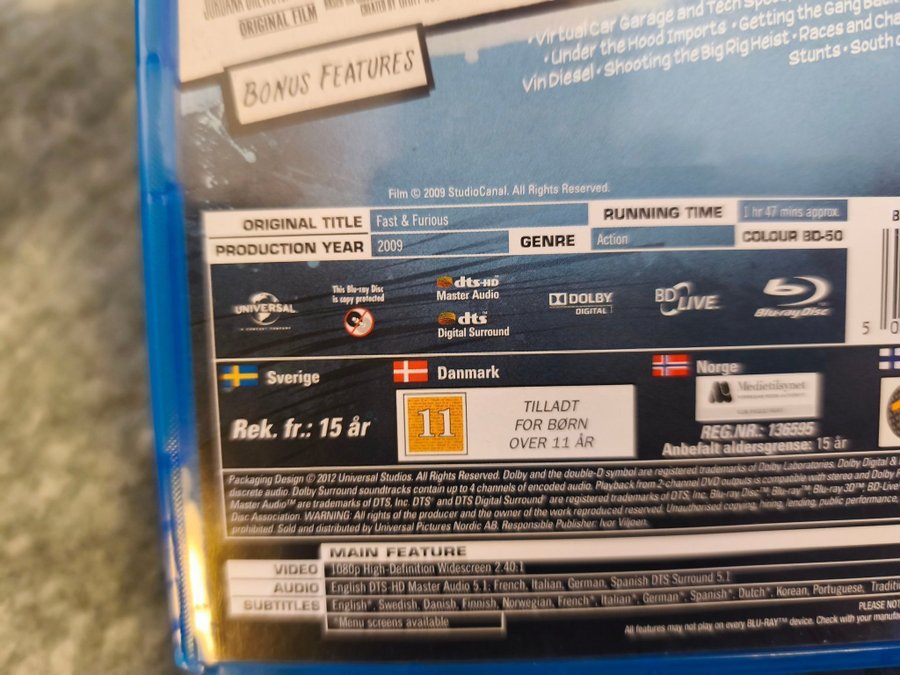 ORIGINAL FILM
BONUS FEATURES
• Virtual Car Garage and Tech
• Under the Hood Imports • Getting the Gang
Vin Diesel • Shooting the Big Rig Heist • Races and
Stunts • South
Film © 2009 StudioCanal. All Rights Reserved.
ORIGINAL TITLE Fast & Furious RUNNING TIME 1 hr 47 mins approx.
PRODUCTION YEAR 2009 GENRE Action COLOUR BD-50
UNIVERSAL
This Blu-ray Disc
is copy protected
dts-HD
Master Audio
dts
Digital Surround
DOLBY
DIGITAL
BD LIVE
Blu-ray Disc
5
Sverige
Rek. fr.: 15 år
Danmark
11
TILLADT
FOR BØRN
OVER 11 ÅR
Norge
Medietilsynet
REG.NR.: 136595
Anbefalt aldersgrense: 15 år
Packaging Design © 2012 Universal Studios. All Rights Reserved. Dolby and the double-D symbol are registered trademarks of Dolby Laboratories. Dolby Digital &
discrete audio. Dolby Surround soundtracks contain up to 4 channels of encoded audio. Playback from 2-channel DVD outputs is compatible with stereo and Dolby
Master Audio™ are trademarks of DTS, Inc. DTS® and DTS Digital Surround® are registered trademarks of DTS, Inc. Blu-ray Disc™, Blu-ray™, Blu-ray 3D™ BD-Live
Disc Association. WARNING: All rights of the producer and the owner of the work reproduced reserved. Unauthorised copying, hiring, lending, public performance,
prohibited. Sold and distributed by Universal Pictures Nordic AB. Responsible Publisher: Ivor Viljoen.
MAIN FEATURE
VIDEO 1080p High-Definition Widescreen 2.40:1
AUDIO English DTS-HD Master Audio 5.1, French, Italian, German, Spanish DTS Surround 5.1
SUBTITLES English*, Swedish, Danish, Finnish, Norwegian, French*, Italian*, German*, Spanish*, Dutch*, Korean, Portuguese,
*Menu screens available
PLEASE
All features may not play on every BLU-RAY™ device. Check with your